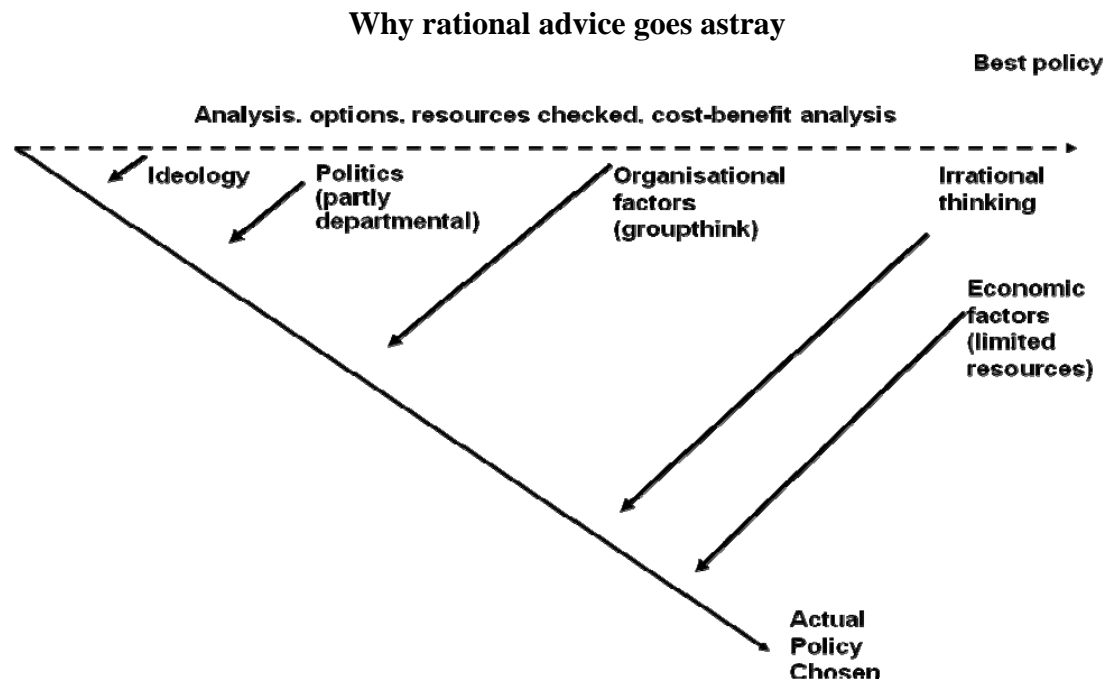 Why rational advice goes astray
Best policy
Analysis. options. resources checked. cost-benefit analysis
Ideology
Politics
(partly
departmental)
Organisational
factors
(groupthink)
Irrational
thinking
Economic
factors
(limited
resources)
Actual
Policy
Chosen